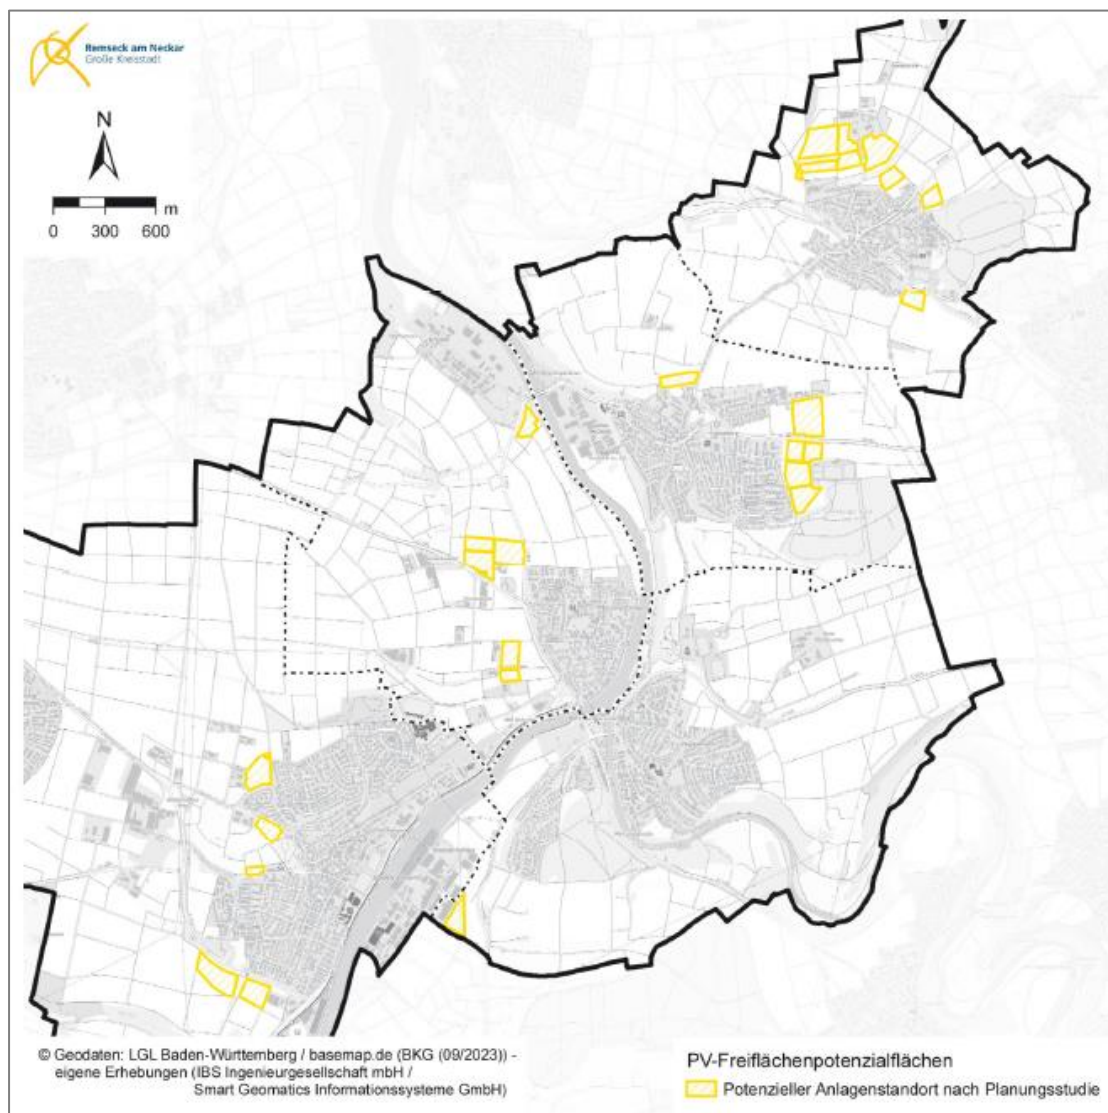 Remseck am Neckar
Große Kreisstadt
N
m
0 300 600
© Geodaten: LGL Baden-Württemberg / basemap.de (BKG (09/2023)) -
eigene Erhebungen (IBS Ingenieurgesellschaft mbH /
Smart Geomatics Informationssysteme GmbH)
PV-Freiflächenpotenzialflächen
Potenzieller Anlagenstandort nach Planungsstudie